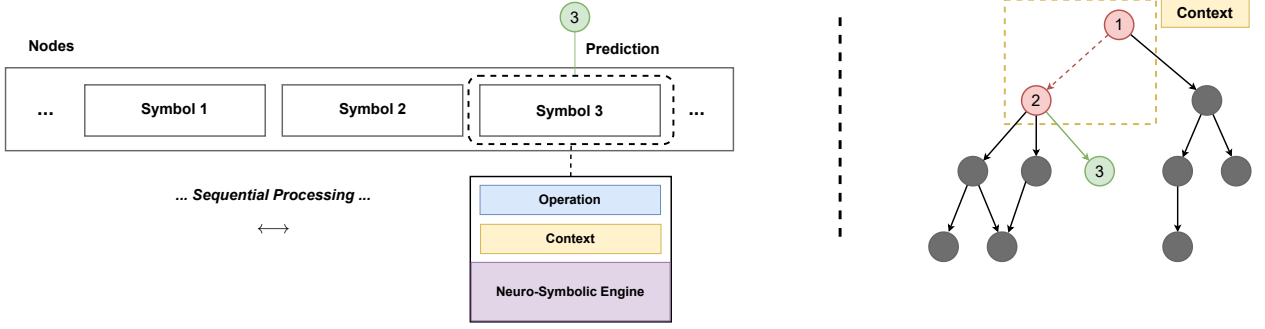 3
Nodes
Prediction
...
Symbol 1
Symbol 2
Symbol 3
...
... Sequential Processing ...
⟷
Operation
Context
Neuro-Symbolic Engine
Context
1
2
3